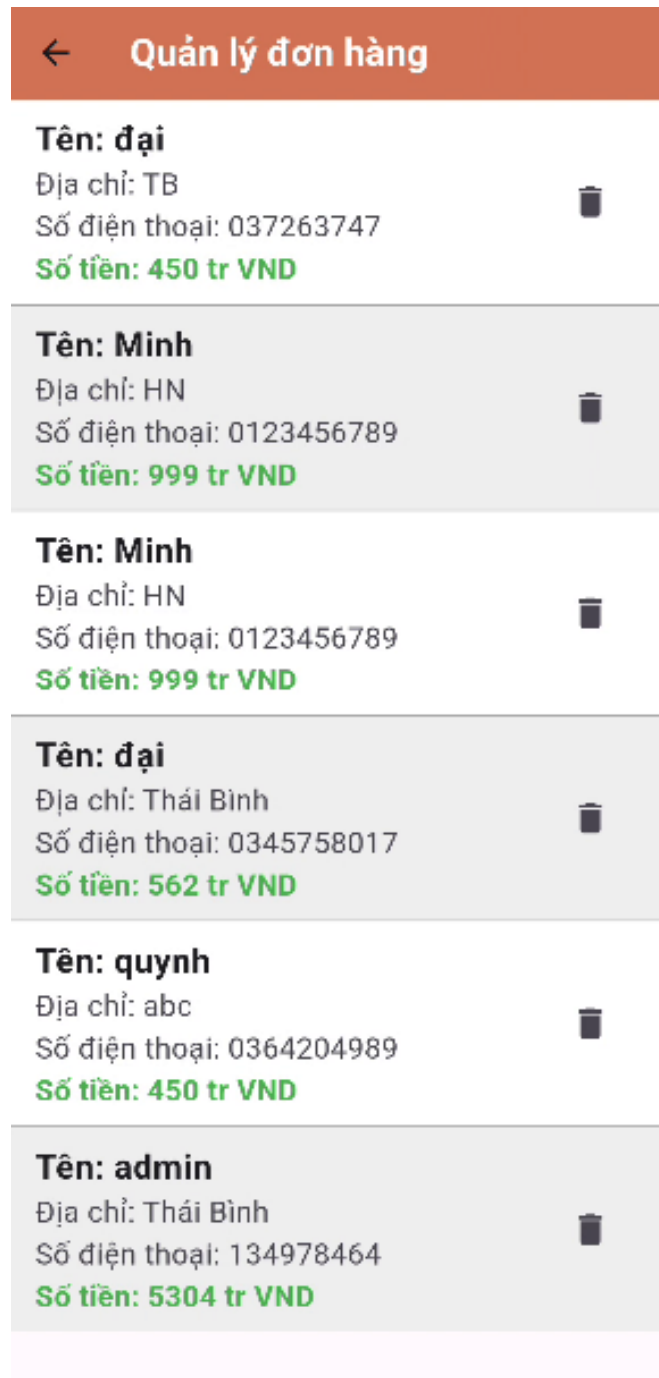 Quản lý đơn hàng
Tên: đại
Địa chỉ: TB
Số điện thoại: 037263747
Số tiền: 450 tr VND
Tên: Minh
Địa chỉ: HN
Số điện thoại: 0123456789
Số tiền: 999 tr VND
Tên: Minh
Địa chỉ: HN
Số điện thoại: 0123456789
Số tiền: 999 tr VND
Tên: đại
Địa chỉ: Thái Bình
Số điện thoại: 0345758017
Số tiền: 562 tr VND
Tên: quynh
Địa chỉ: abc
Số điện thoại: 0364204989
Số tiền: 450 tr VND
Tên: admin
Địa chỉ: Thái Bình
Số điện thoại: 134978464
Số tiền: 5304 tr VND